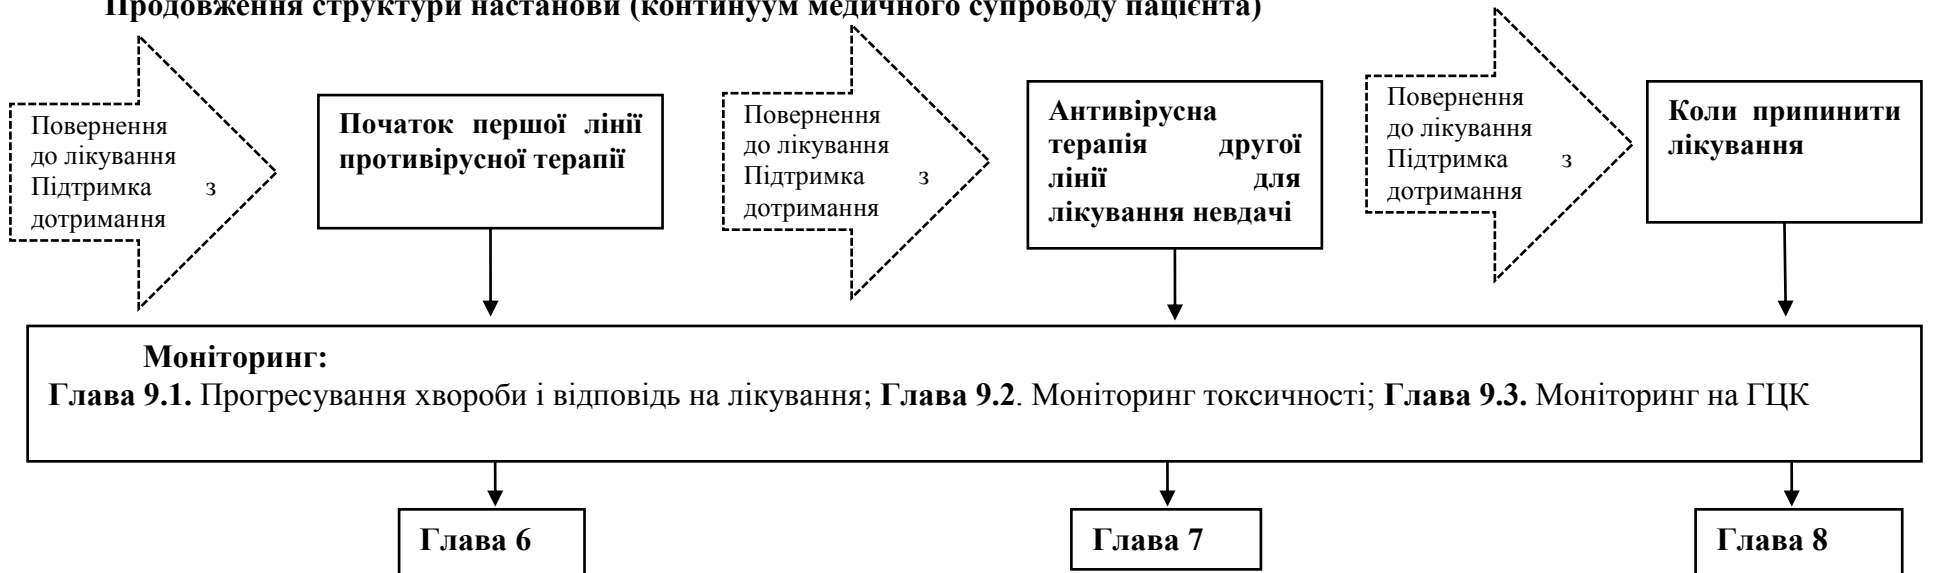 Продовження структури настанови (континуум медичного супроводу пацієнта)
Повернення
до лікування
Підтримка з
дотримання
Початок першої лінії
противірусної терапії
Повернення
до лікування
Підтримка з
дотримання
Антивірусна
терапія другої
лінії для
лікування невдачі
Повернення
до лікування
Підтримка з
дотримання
Коли припинити
лікування
Моніторинг:
Глава 9.1. Прогресування хвороби і відповідь на лікування; Глава 9.2. Моніторинг токсичності; Глава 9.3. Моніторинг на ГЦК
Глава 6
Глава 7
Глава 8